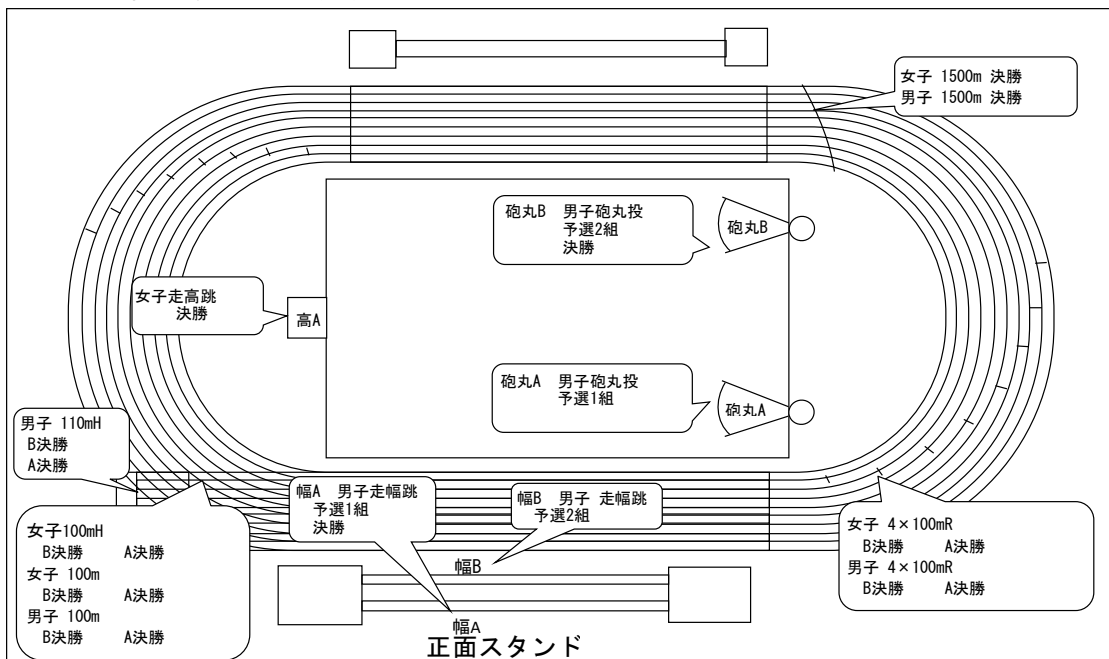 女子 1500m 決勝
男子 1500m 決勝
砲丸B 男子砲丸投
予選2組
決勝
砲丸B
女子走高跳
決勝
高A
砲丸A 男子砲丸投
予選1組
砲丸A
男子 110mH
B決勝
A決勝
幅A 男子走幅跳
予選1組
決勝
幅B 男子 走幅跳
予選2組
女子100mH
B決勝 A決勝
女子 100m
B決勝 A決勝
男子 100m
B決勝 A決勝
女子 4×100mR
B決勝 A決勝
男子 4×100mR
B決勝 A決勝
幅B
幅A
正面スタンド